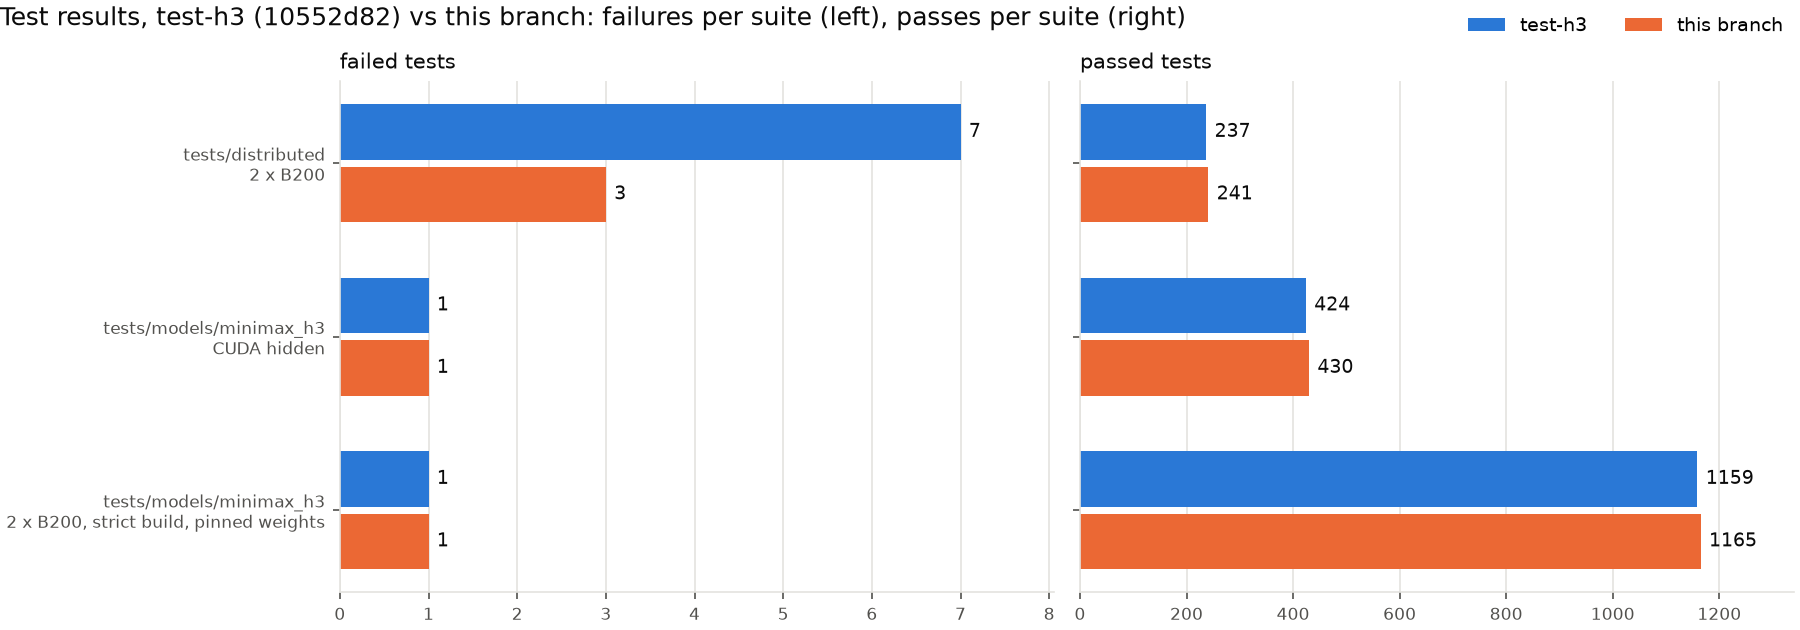 Test results, test-h3 (10552d82) vs this branch: failures per suite (left), passes per suite (right)
test-h3
this branch
failed tests
passed tests
tests/distributed
2 x B200
7
3
237
241
tests/models/minimax_h3
CUDA hidden
1
1
424
430
tests/models/minimax_h3
2 x B200, strict build, pinned weights
1
1
1159
1165
0 1 2 3 4 5 6 7 8
0 200 400 600 800 1000 1200